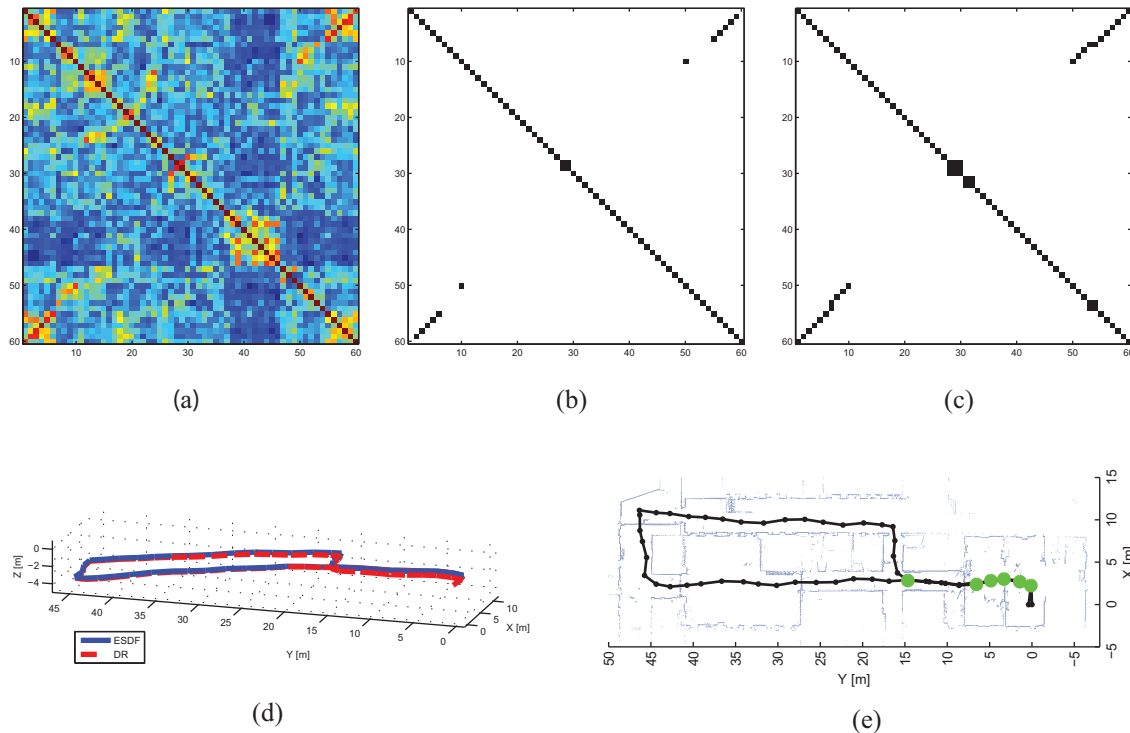 10
20
30
40
50
60
10 20 30 40 50 60
(a)
10
20
30
40
50
60
10 20 30 40 50 60
(b)
10
20
30
40
50
60
10 20 30 40 50 60
(c)
Z [m]
0
−2
−4
45 40 35 30 25 20 15 10 5 0
Y [m]
0 5 10
X [m]
ESDF
DR
(d)
15
10
5
0
−5
X [m]
50 45 40 35 30 25 20 15 10 5 0 −5
Y [m]
(e)